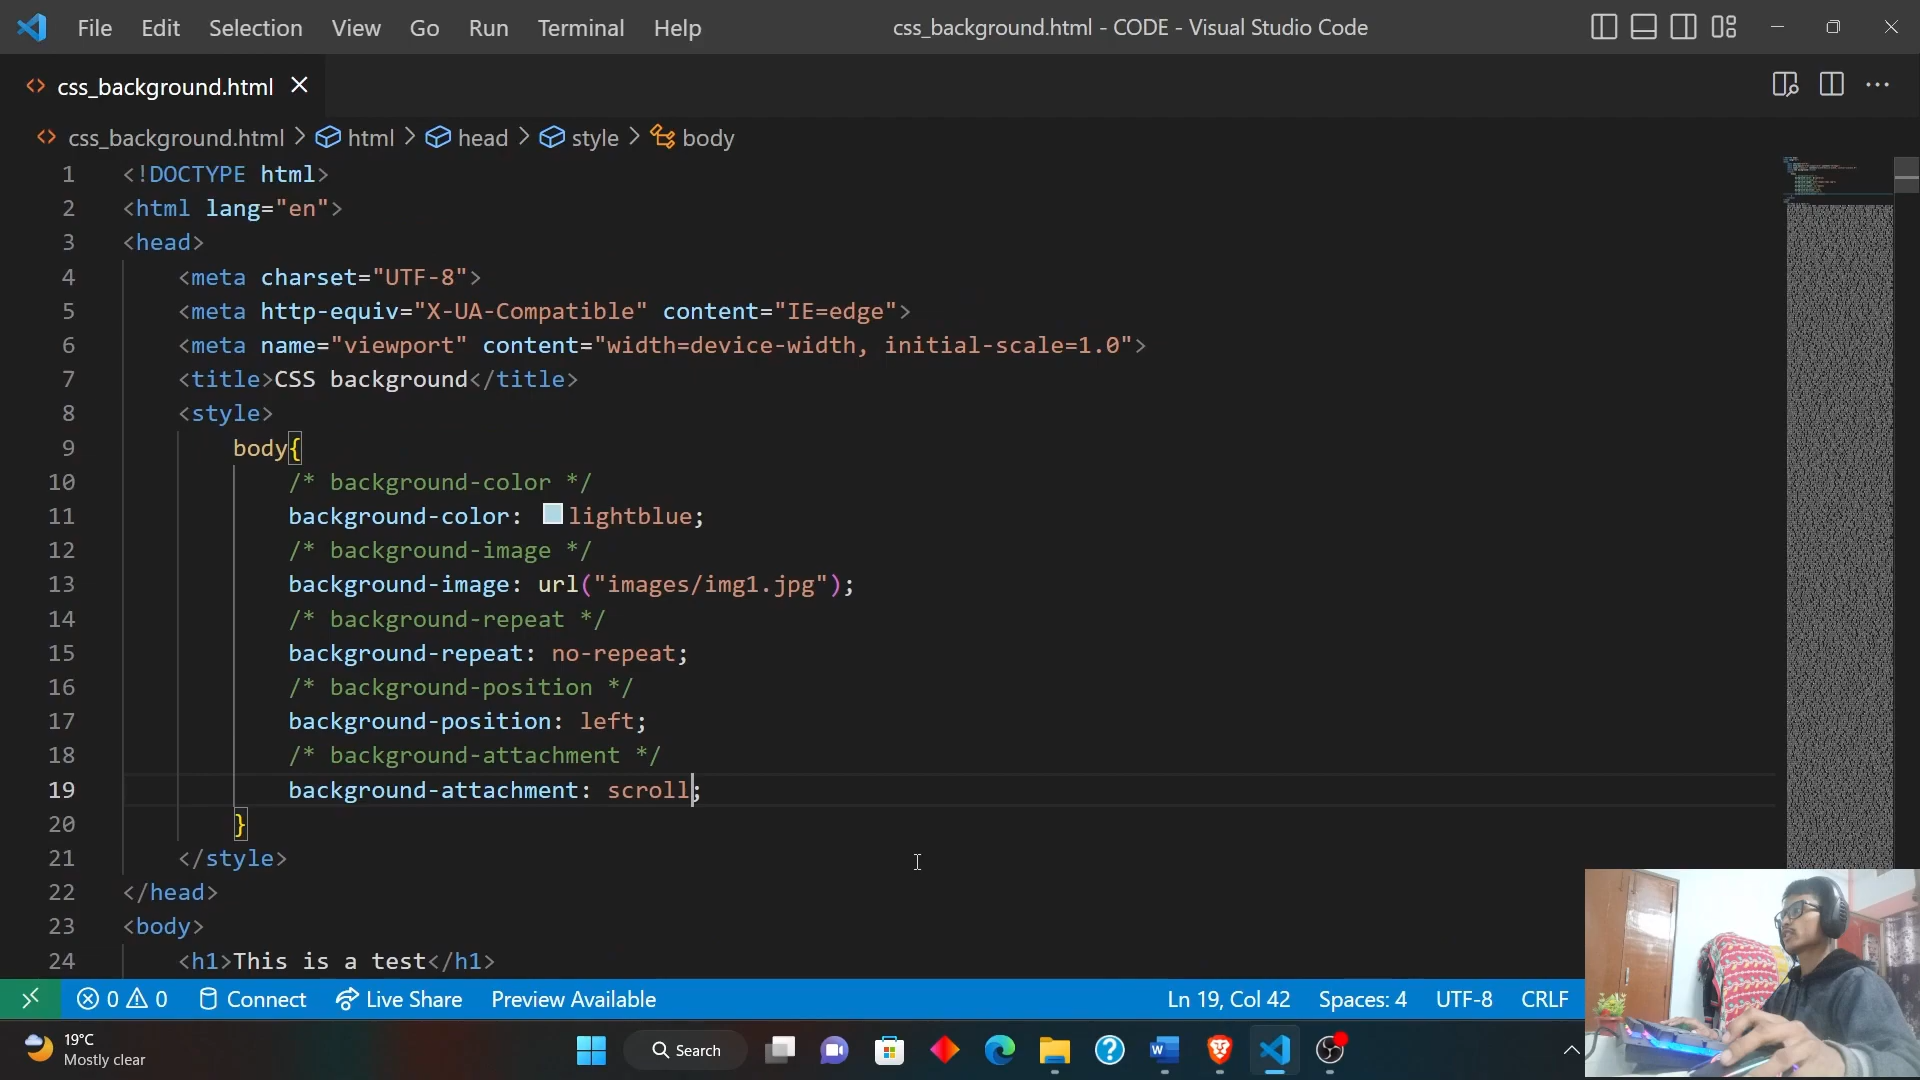 File Edit Selection View Go Run Terminal Help css_background.html - CODE - Visual Studio Code
css_background.html
css_background.html > html > head > style > body
1 <!DOCTYPE html>
2 <html lang="en">
3 <head>
4 <meta charset="UTF-8">
5 <meta http-equiv="X-UA-Compatible" content="IE=edge">
6 <meta name="viewport" content="width=device-width, initial-scale=1.0">
7 <title>CSS background</title>
8 <style>
9 body{
10 /* background-color */
11 background-color: lightblue;
12 /* background-image */
13 background-image: url("images/img1.jpg");
14 /* background-repeat */
15 background-repeat: no-repeat;
16 /* background-position */
17 background-position: left;
18 /* background-attachment */
19 background-attachment: scroll;
20 }
21 </style>
22 </head>
23 <body>
24 <h1>This is a test</h1>
0 0 Connect Live Share Preview Available Ln 19, Col 42 Spaces: 4 UTF-8 CRLF
19°C
Mostly clear
Search